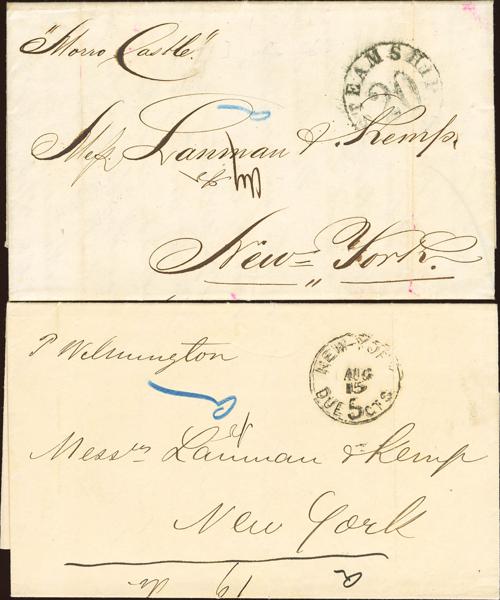 "Morro Castle."
STEAMSHIP
20
a
Mess. Lanman & Kemp.
New York.
"
P Wilmington
NEW YORK
AUG
15
DUE 5 CTS
a
Messrs Lanman & Kemp
New York